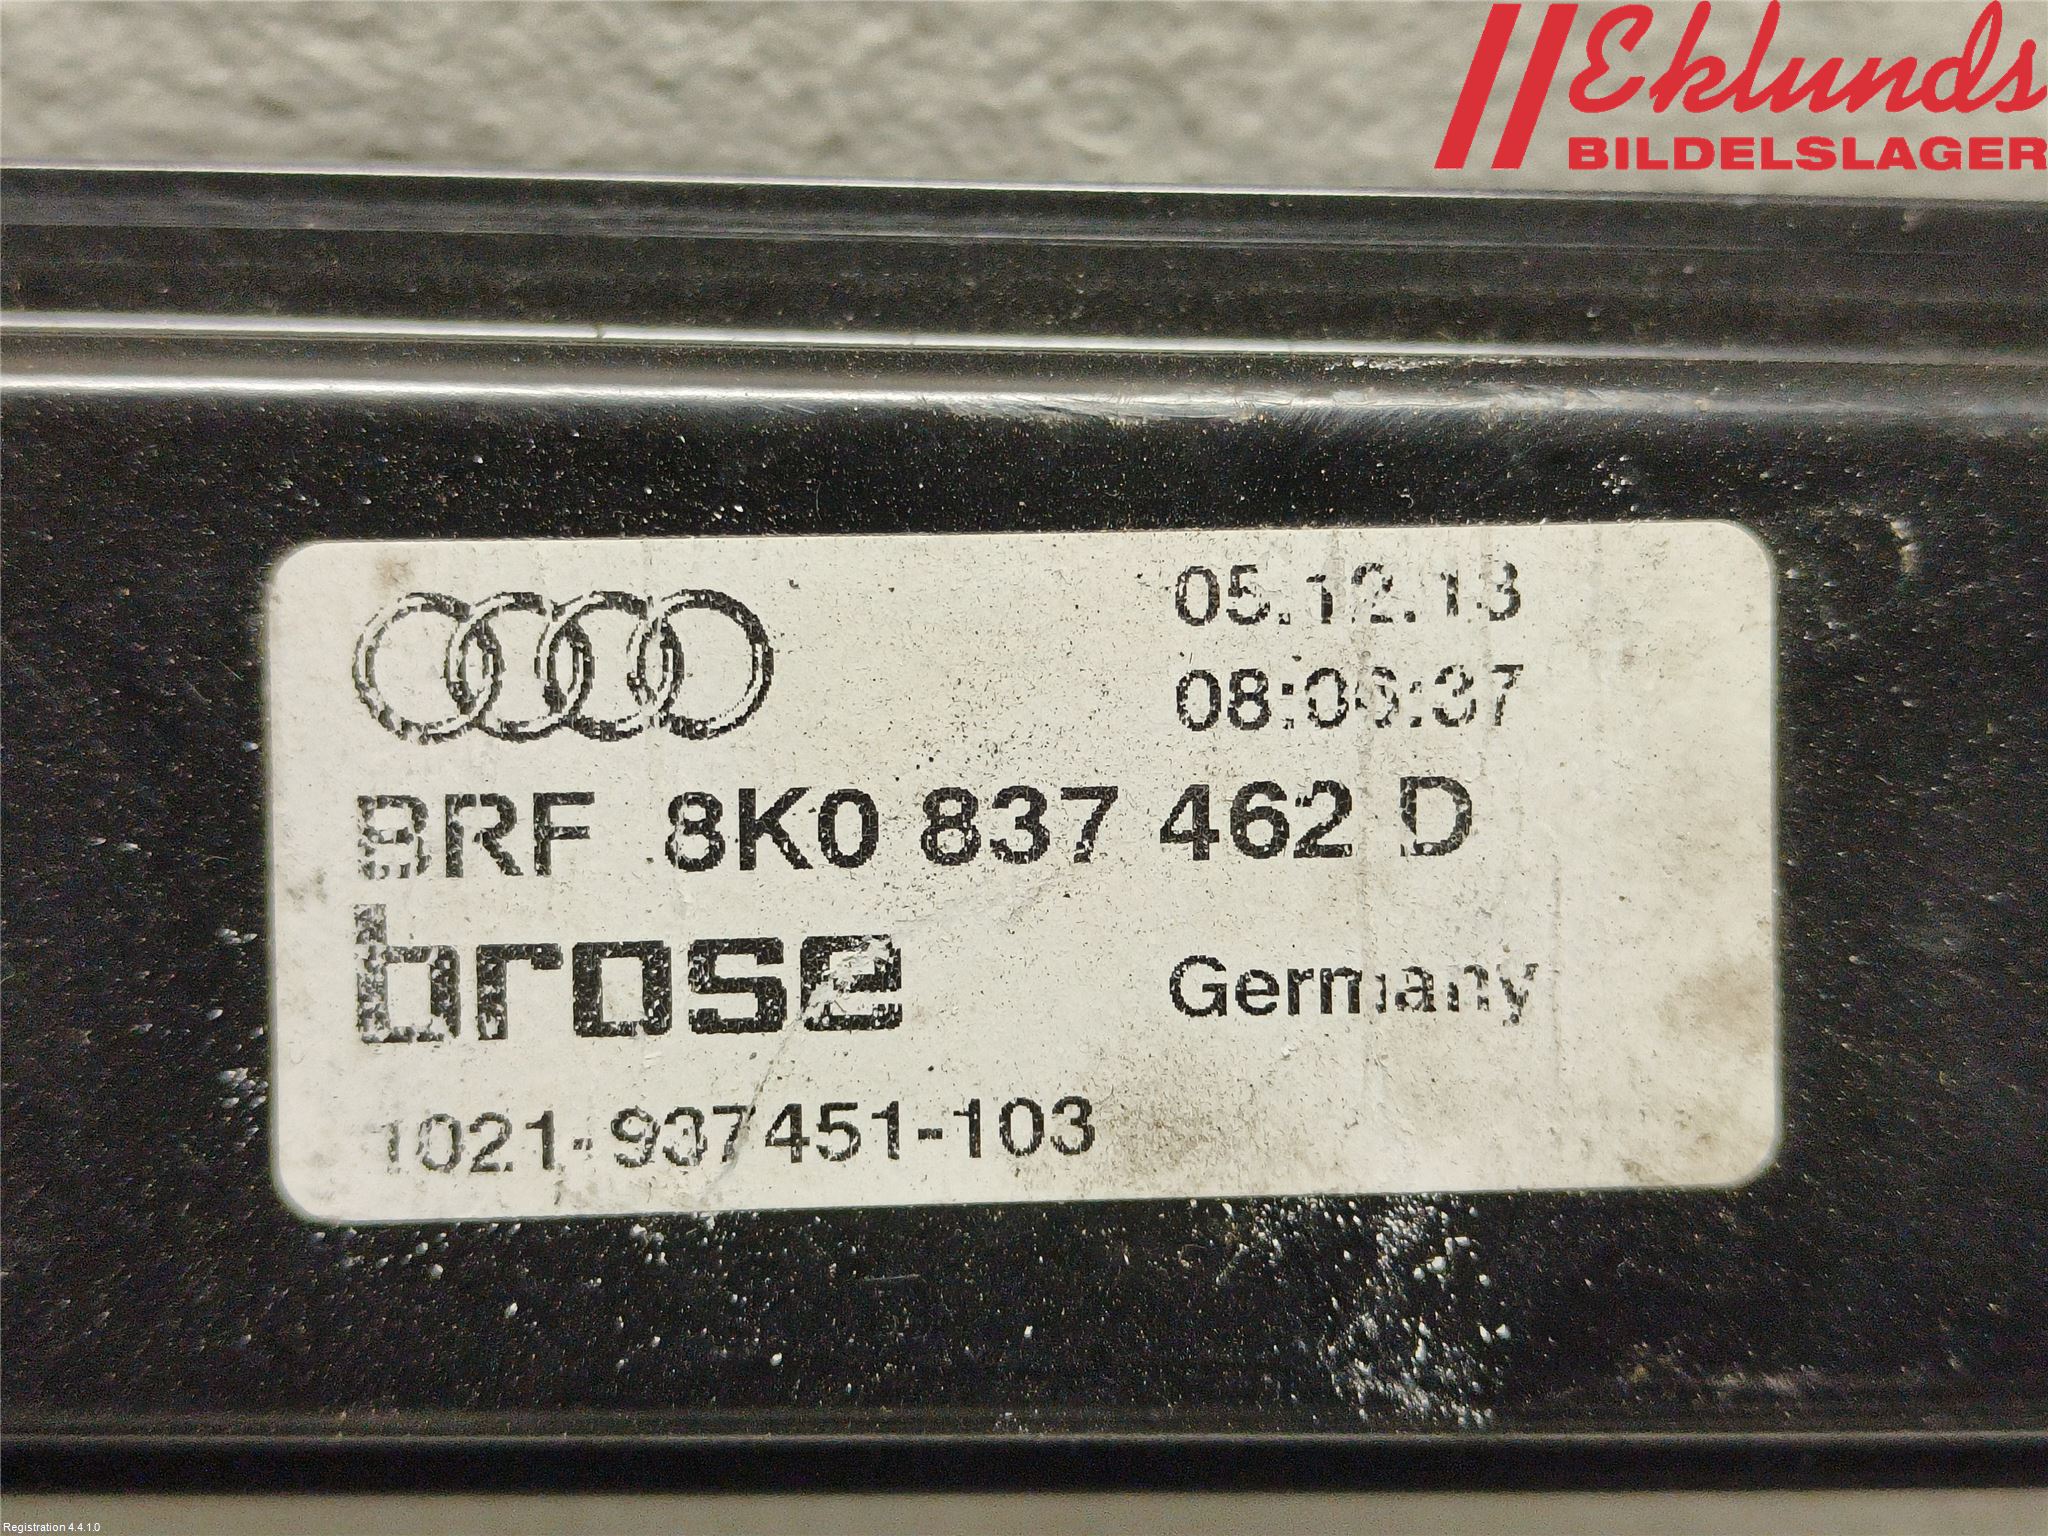 Eklunds
BILDELSLAGER
05.12.13
08:06:37
BRF 8K0 837 462 D
brose
Germany
1021-937451-103
Registration 4.4.1.0